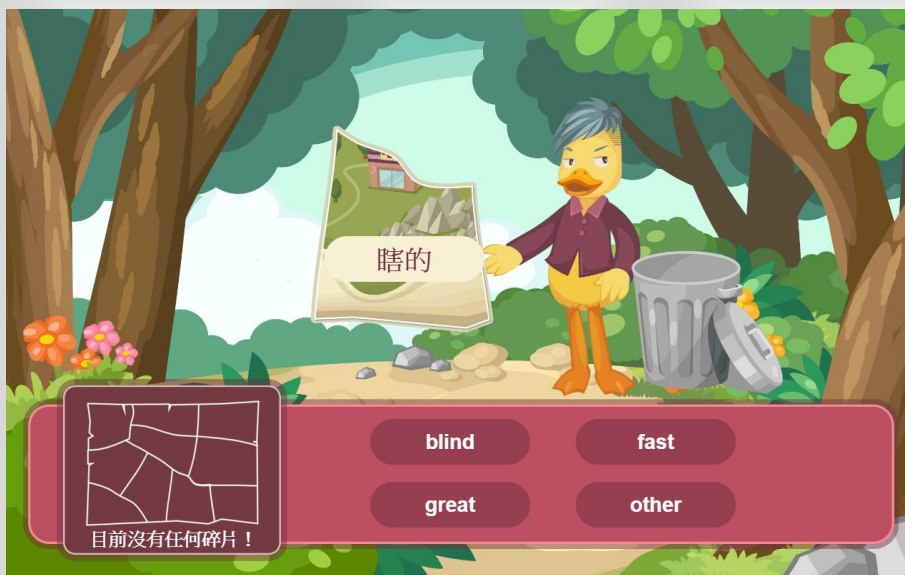 瞎的
blind
fast
great
other
目前沒有任何碎片！